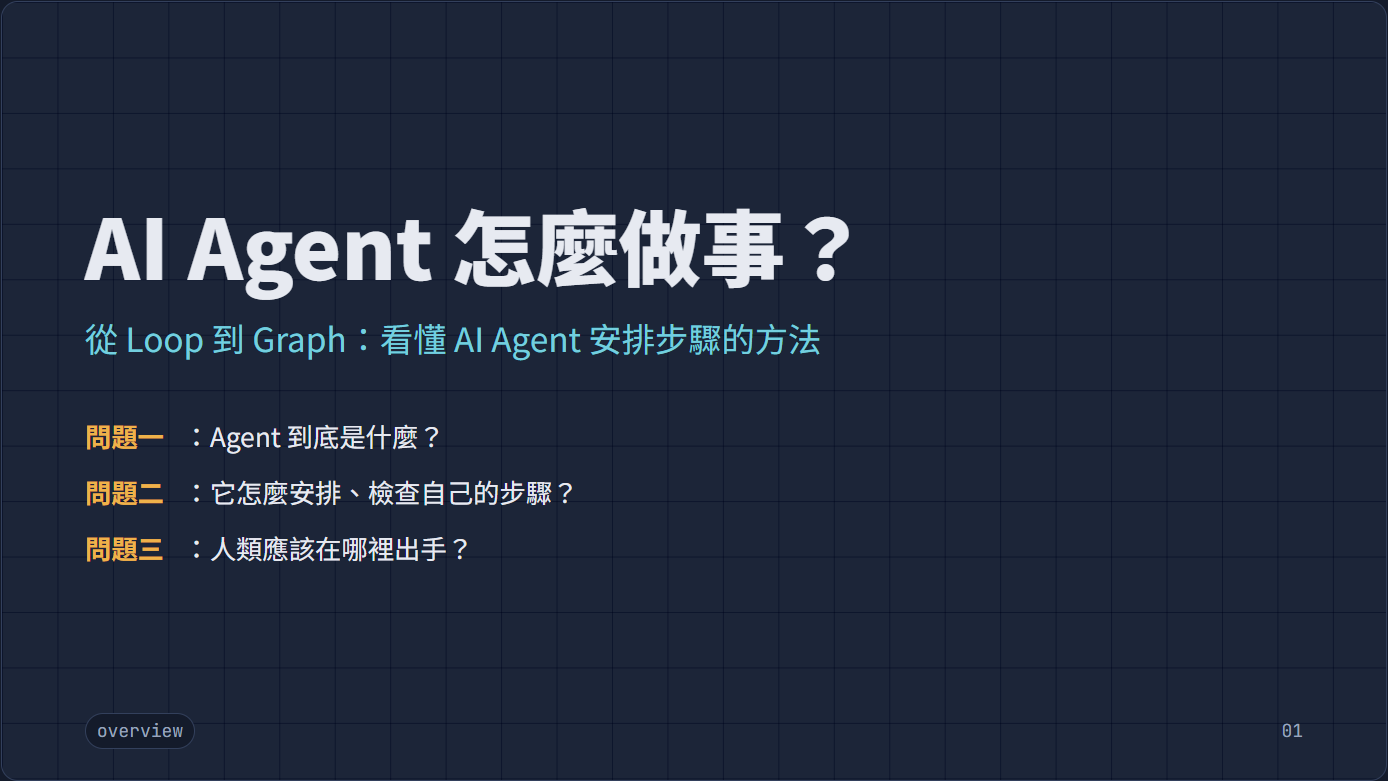 AI Agent 怎麼做事？
從 Loop 到 Graph：看懂 AI Agent 安排步驟的方法
問題一 ：Agent 到底是什麼？
問題二 ：它怎麼安排、檢查自己的步驟？
問題三 ：人類應該在哪裡出手？
overview
01